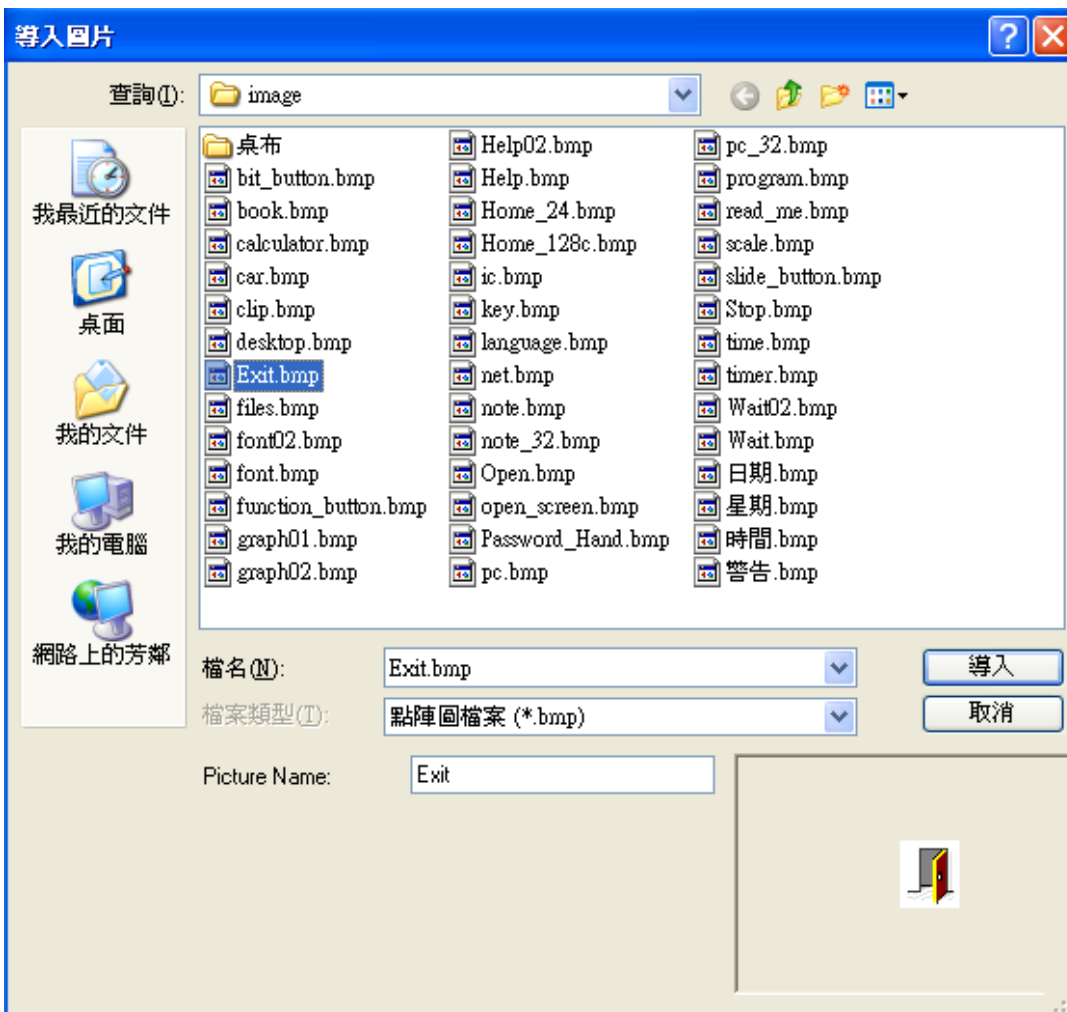 導入圖片
查詢(I):
image
我最近的文件
桌面
我的文件
我的電腦
網路上的芳鄰
桌布
bit_button.bmp
book.bmp
calculator.bmp
car.bmp
clip.bmp
desktop.bmp
Exit.bmp
files.bmp
font02.bmp
font.bmp
function_button.bmp
graph01.bmp
graph02.bmp
Help02.bmp
Help.bmp
Home_24.bmp
Home_128c.bmp
ic.bmp
key.bmp
language.bmp
net.bmp
note.bmp
note_32.bmp
Open.bmp
open_screen.bmp
Password_Hand.bmp
pc.bmp
pc_32.bmp
program.bmp
read_me.bmp
scale.bmp
slide_button.bmp
Stop.bmp
time.bmp
timer.bmp
Wait02.bmp
Wait.bmp
日期.bmp
星期.bmp
時間.bmp
警告.bmp
檔名(N):
Exit.bmp
導入
檔案類型(T):
點陣圖檔案 (*.bmp)
取消
Picture Name:
Exit